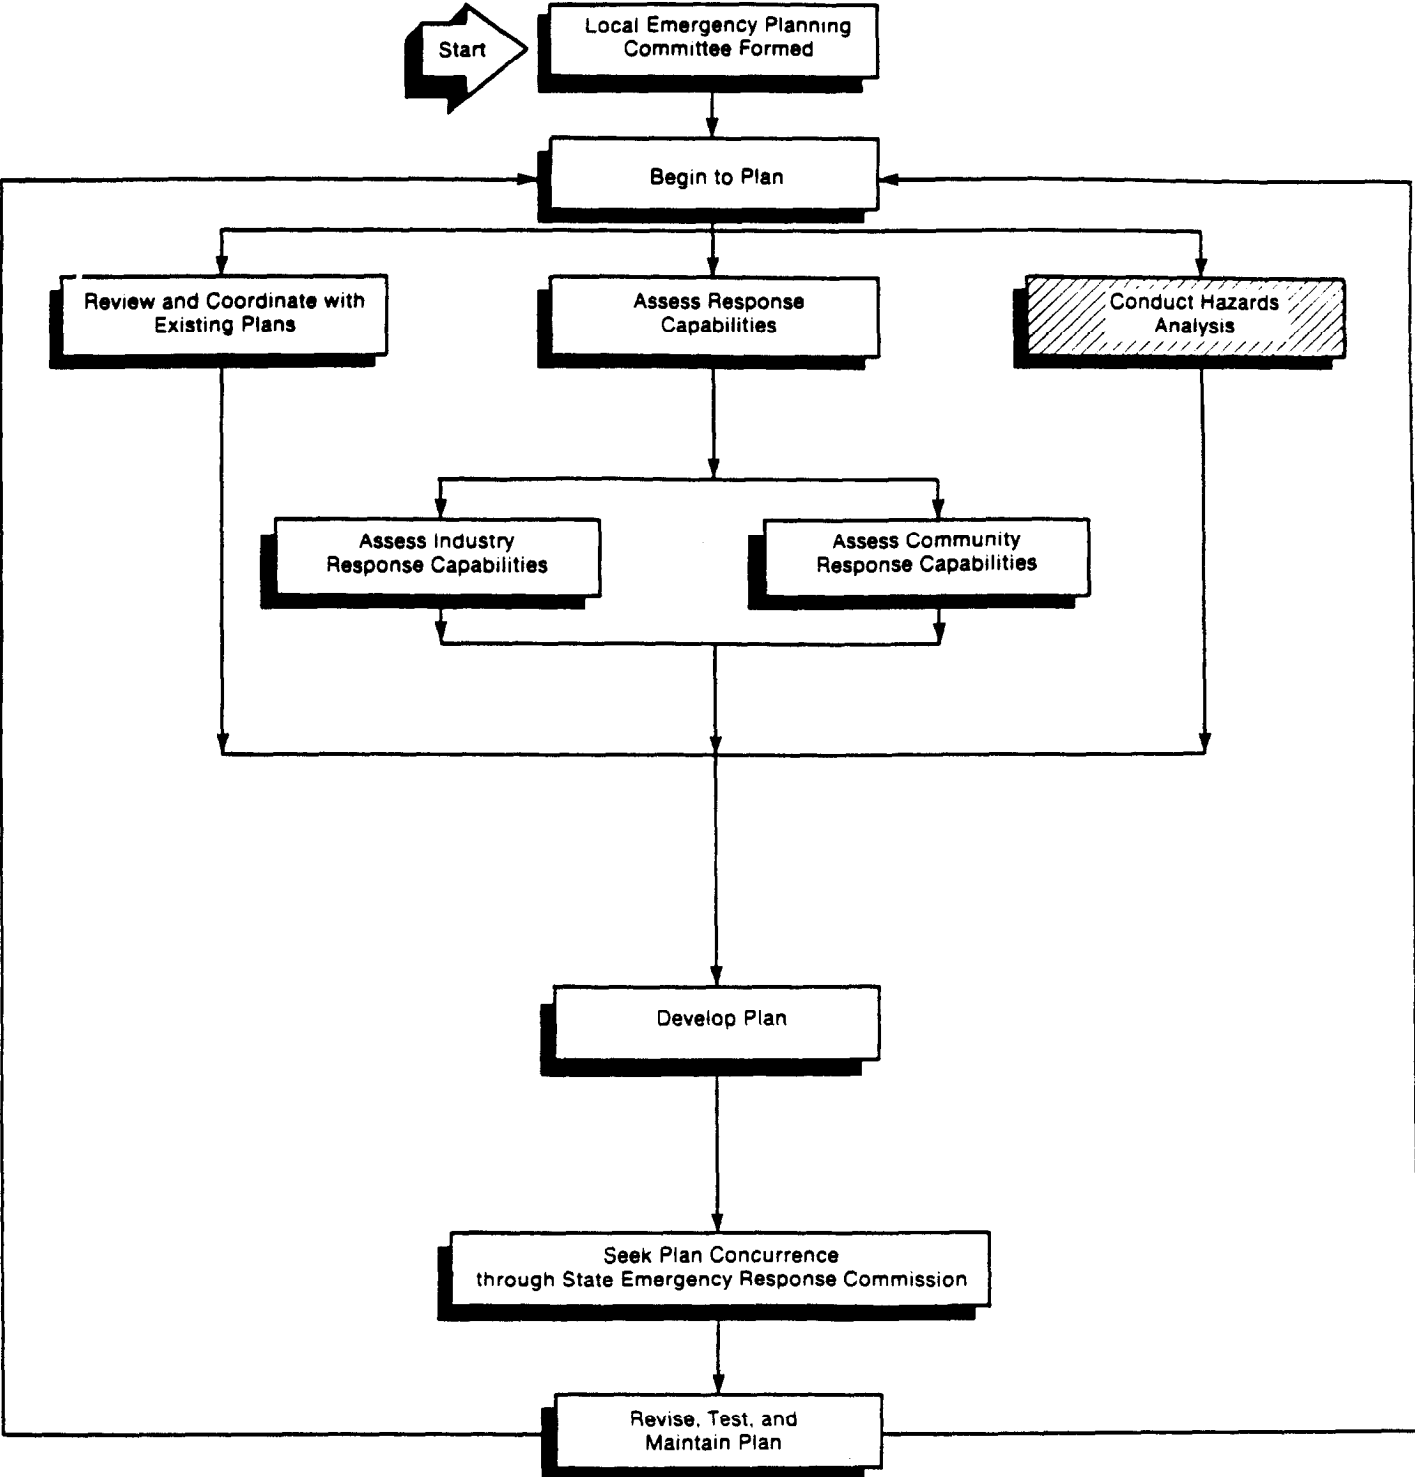 Start
Local Emergency Planning
Committee Formed
Begin to Plan
Review and Coordinate with
Existing Plans
Assess Response
Capabilities
Conduct Hazards
Analysis
Assess Industry
Response Capabilities
Assess Community
Response Capabilities
Develop Plan
Seek Plan Concurrence
through State Emergency Response Commission
Revise, Test, and
Maintain Plan